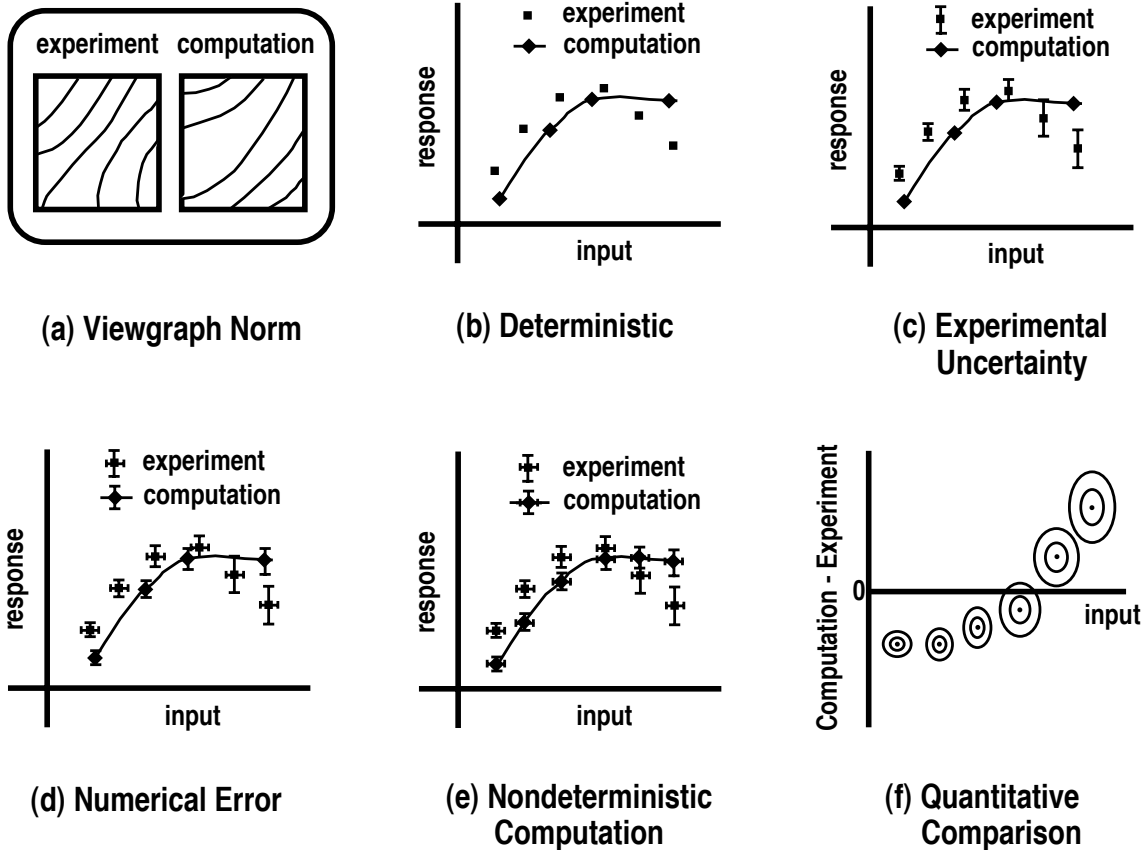 experiment computation
(a) Viewgraph Norm
experiment
computation
response
input
(b) Deterministic
experiment
computation
response
input
(c) Experimental
Uncertainty
experiment
computation
response
input
(d) Numerical Error
experiment
computation
response
input
(e) Nondeterministic
Computation
Computation - Experiment
0
input
(f) Quantitative
Comparison